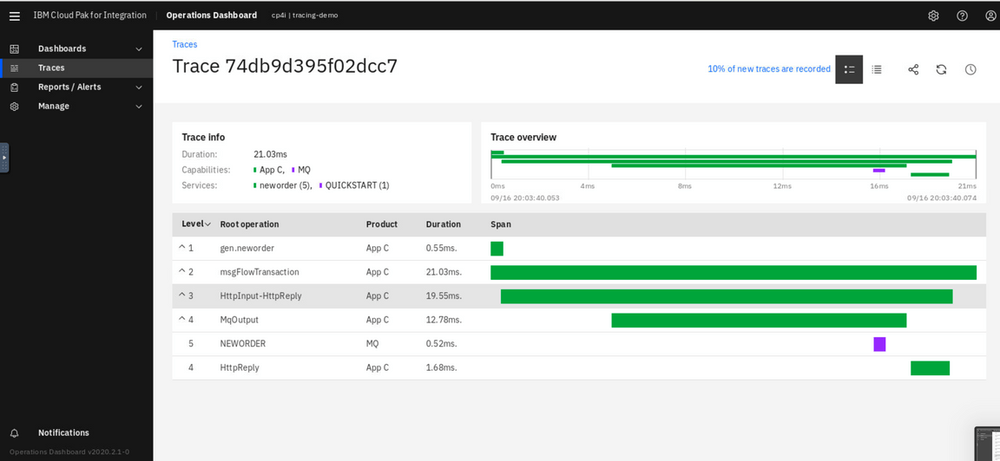 IBM Cloud Pak for Integration Operations Dashboard cp4i | tracing-demo
Dashboards
Traces
Reports / Alerts
Manage
Notifications
Operations Dashboard v2020.2.1-0
Traces
Trace 74db9d395f02dcc7
10% of new traces are recorded
Trace info
Duration: 21.03ms
Capabilities: App C, MQ
Services: neworder (5), QUICKSTART (1)
Trace overview
0ms 4ms 8ms 12ms 16ms 21ms
09/16 20:03:40.053 09/16 20:03:40.074
Level Root operation Product Duration Span
1 gen.neworder App C 0.55ms.
2 msgFlowTransaction App C 21.03ms.
3 HttpInput-HttpReply App C 19.55ms.
4 MqOutput App C 12.78ms.
5 NEWORDER MQ 0.52ms.
4 HttpReply App C 1.68ms.